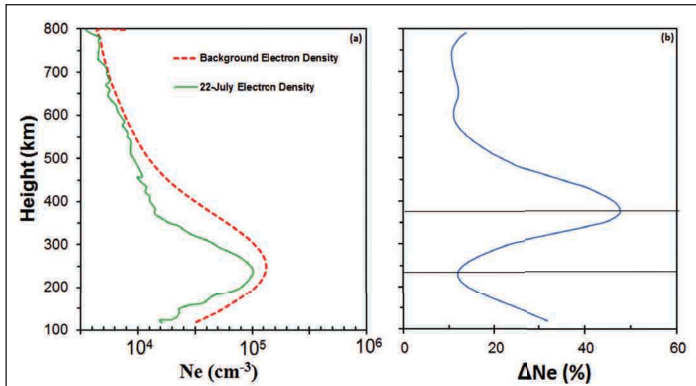 800
700
600
500
400
300
200
100
Height (km)
(a)
Background Electron Density
22-July Electron Density
10⁴
10⁵
10⁶
Ne (cm⁻³)
(b)
0
20
40
60
ΔNe (%)